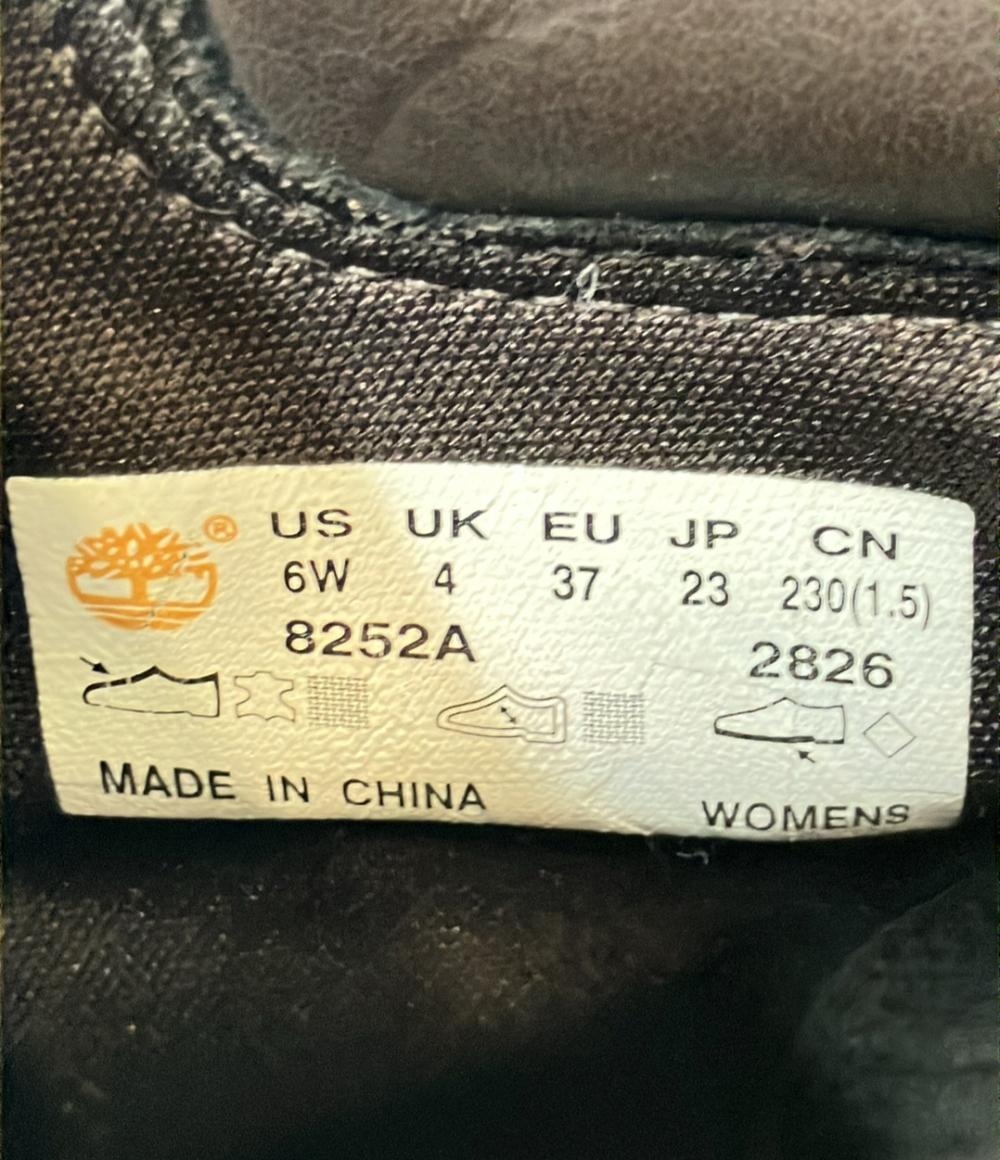 ® US UK EU JP CN
6W 4 37 23 230(1.5)
8252A 2826
MADE IN CHINA WOMENS